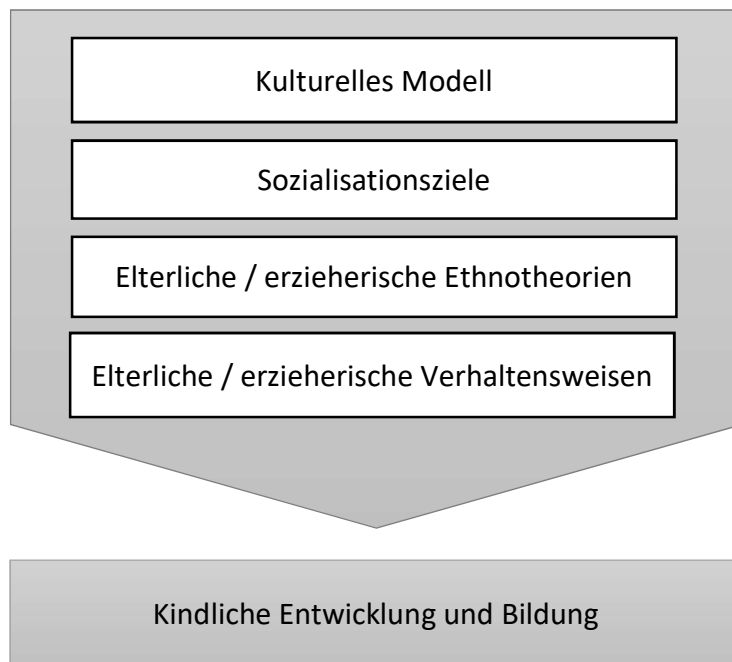 Kulturelles Modell
Sozialisationsziele
Elterliche / erzieherische Ethnotheorien
Elterliche / erzieherische Verhaltensweisen
Kindliche Entwicklung und Bildung